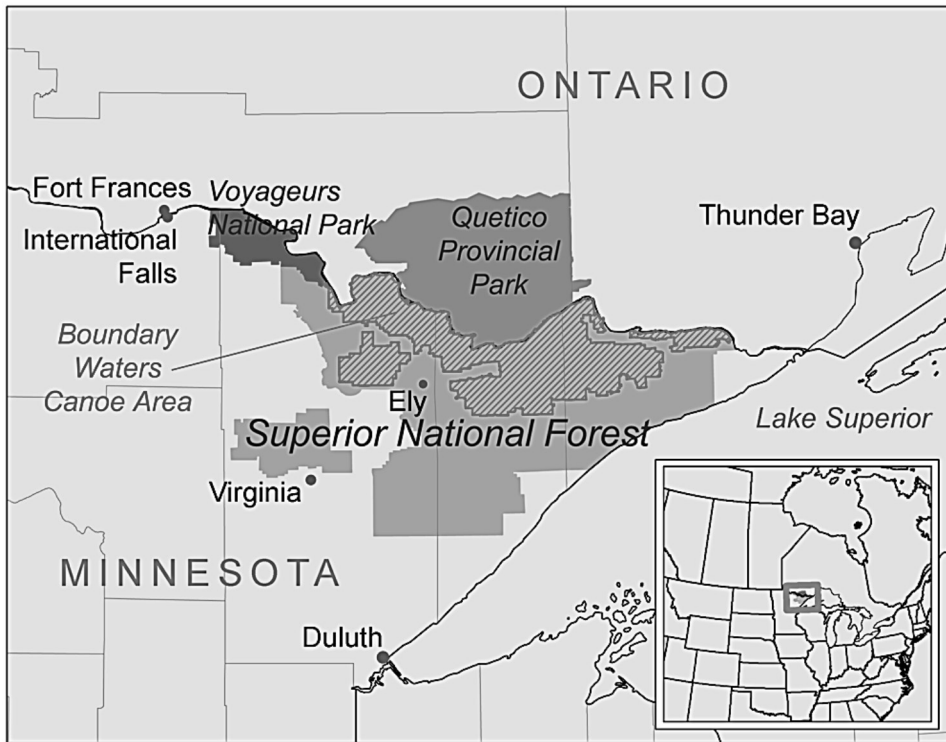 ONTARIO
Fort Frances
Voyageurs
National Park
International
Falls
Quetico
Provincial
Park
Thunder Bay
Boundary
Waters
Canoe Area
Ely
Lake Superior
Superior National Forest
Virginia
MINNESOTA
Duluth